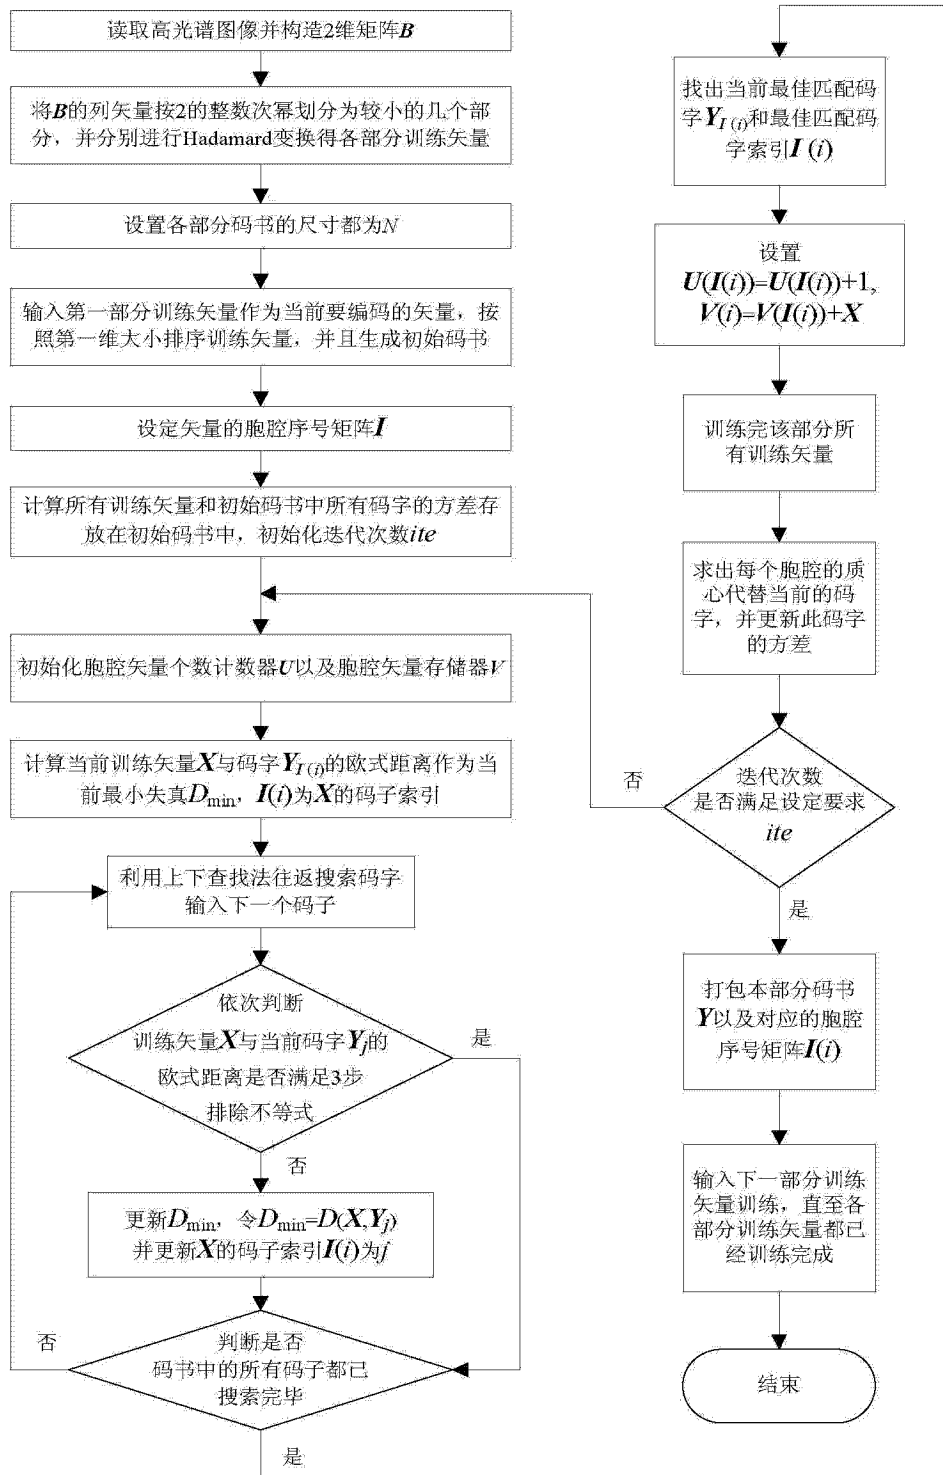 读取高光谱图像并构造2维矩阵B
将B的列矢量按2的整数次幂划分为较小的几个部
分，并分别进行Hadamard变换得各部分训练矢量
设置各部分码书的尺寸都为N
输入第一部分训练矢量作为当前要编码的矢量，按
照第一维大小排序训练矢量，并且生成初始码书
设定矢量的胞腔序号矩阵I
计算所有训练矢量和初始码书中所有码字的方差存
放在初始码书中，初始化迭代次数ite
初始化胞腔矢量个数计数器U以及胞腔矢量存储器V
计算当前训练矢量X与码字Y_{I(i)}的欧式距离作为当
前最小失真D_{min}，I(i)为X的码子索引
利用上下查找法往返搜索码字
输入下一个码子
依次判断
训练矢量X与当前码字Y_j的
欧式距离是否满足3步
排除不等式
是
否
更新D_{min}，令D_{min}=D(X,Y_j)
并更新X的码子索引I(i)为j
否
判断是否
码书中的所有码子都已
搜索完毕
是
找出当前最佳匹配码
字Y_{I(i)}和最佳匹配码
字索引I (i)
设置
U(I(i))=U(I(i))+1,
V(i)=V(I(i))+X
训练完该部分所
有训练矢量
求出每个胞腔的质
心代替当前的码
字，并更新此码字
的方差
否
迭代次数
是否满足设定要求
ite
是
打包本部分码书
Y以及对应的胞腔
序号矩阵I(i)
输入下一部分训练
矢量训练，直至各
部分训练矢量都已
经训练完成
结束